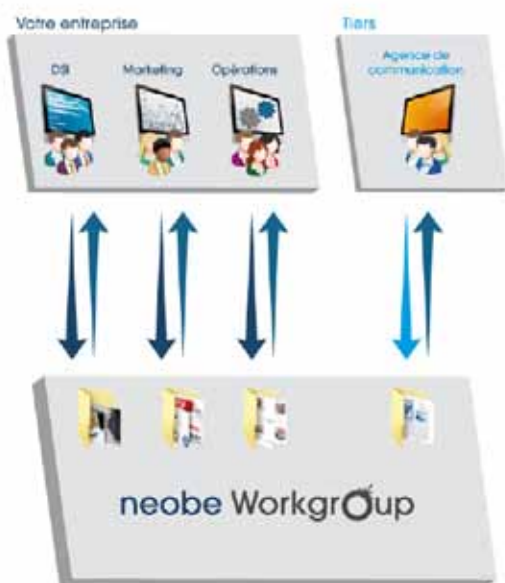 Votre entreprise
DSI
Marketing
Opérations
Tiers
Agence de
communication
neobe Workgroup